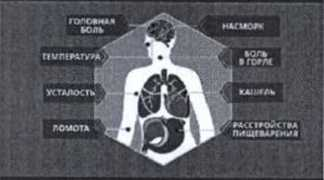 ГОЛОВНАЯ
БОЛЬ
ТЕМПЕРАТУРА
УСТАЛОСТЬ
ЛОМОТА
НАСМОРК
БОЛЬ
В ГОРЛЕ
КАШЕЛЬ
РАССТРОЙСТВА
ПИЩЕВАРЕНИЯ